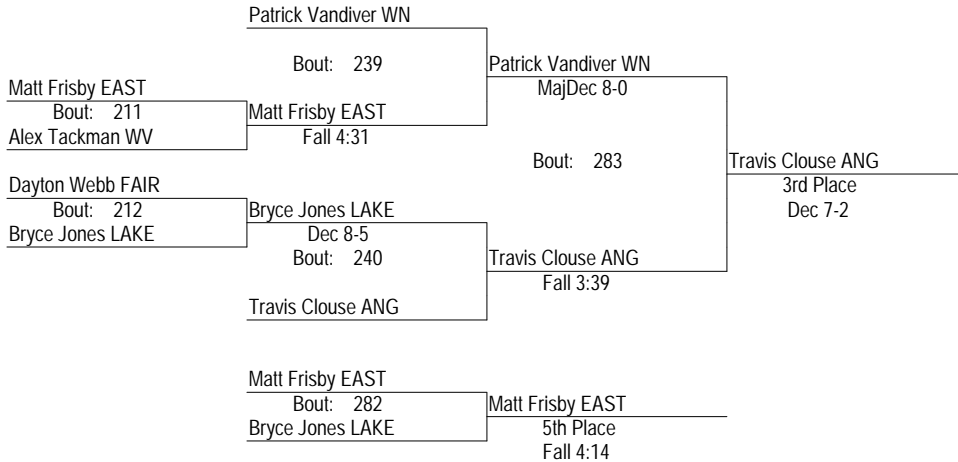 Patrick Vandiver WN
Bout: 239
Patrick Vandiver WN
MajDec 8-0
Matt Frisby EAST
Bout: 211
Alex Tackman WV
Matt Frisby EAST
Fall 4:31
Bout: 283
Travis Clouse ANG
3rd Place
Dec 7-2
Dayton Webb FAIR
Bout: 212
Bryce Jones LAKE
Bryce Jones LAKE
Dec 8-5
Bout: 240
Travis Clouse ANG
Fall 3:39
Travis Clouse ANG
Matt Frisby EAST
Bout: 282
Bryce Jones LAKE
Matt Frisby EAST
5th Place
Fall 4:14